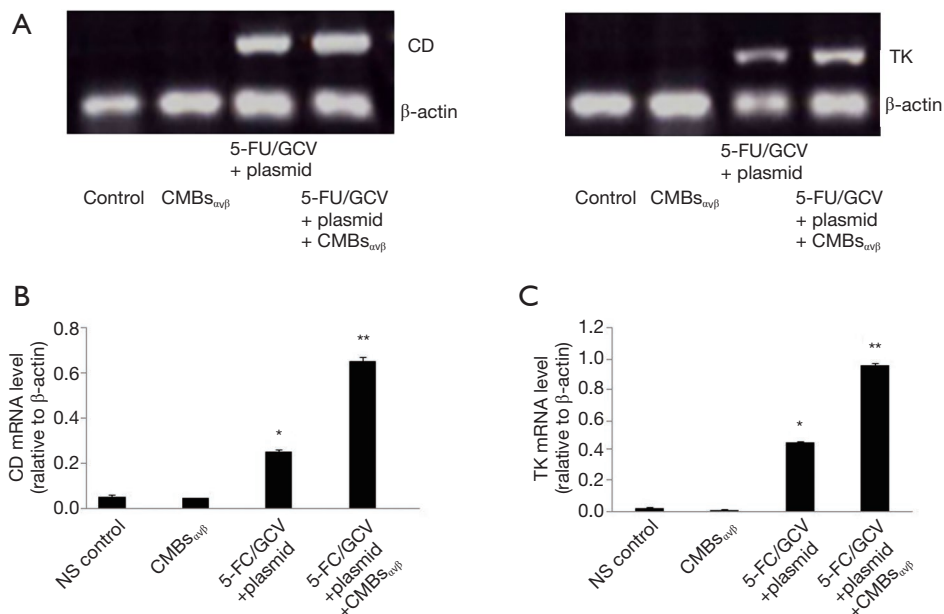 A
CD
β-actin
5-FU/GCV
+ plasmid
Control
CMBsαvβ
5-FU/GCV
+ plasmid
+ CMBsαvβ
TK
β-actin
5-FU/GCV
+ plasmid
Control
CMBsαvβ
5-FU/GCV
+ plasmid
+ CMBsαvβ
B
CD mRNA level
(ralative to β-actin)
0.8
0.6
0.4
0.2
0.0
*
**
NS control
CMBsαvβ
5-FC/GCV
+plasmid
5-FC/GCV
+plasmid
+CMBsαvβ
C
TK mRNA level
(ralative to β-actin)
1.2
1.0
0.8
0.6
0.4
0.2
0.0
*
**
NS control
CMBsαvβ
5-FC/GCV
+plasmid
5-FC/GCV
+plasmid
+CMBsαvβ